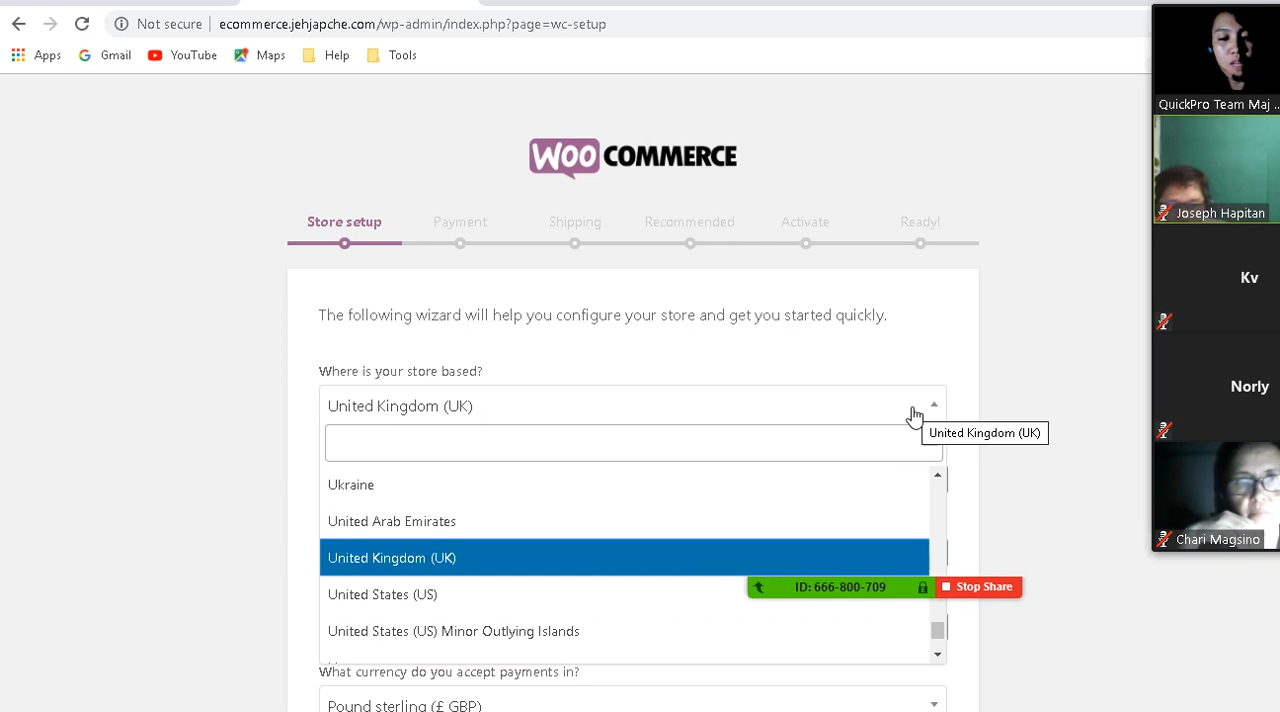 Not secure | ecommerce.jehjapche.com/wp-admin/index.php?page=wc-setup
Apps Gmail YouTube Maps Help Tools
QuickPro Team Maj ...
Joseph Hapitan
Kv
Norly
Chari Magsino
WOO COMMERCE
Store setup Payment Shipping Recommended Activate Ready!
The following wizard will help you configure your store and get you started quickly.
Where is your store based?
United Kingdom (UK)
United Kingdom (UK)
Ukraine
United Arab Emirates
United Kingdom (UK)
ID: 666-800-709 Stop Share
United States (US)
United States (US) Minor Outlying Islands
What currency do you accept payments in?
Pound sterling (£ GBP)